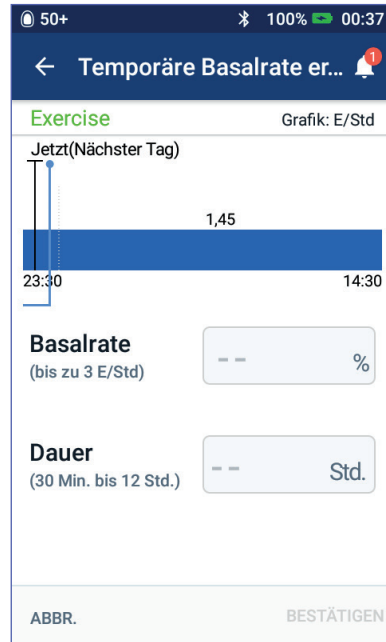 50+ 100% 00:37
Temporäre Basalrate er... 1
Exercise Grafik: E/Std
Jetzt(Nächster Tag)
1,45
23:30 14:30
Basalrate -- %
(bis zu 3 E/Std)
Dauer -- Std.
(30 Min. bis 12 Std.)
ABBR. BESTÄTIGEN